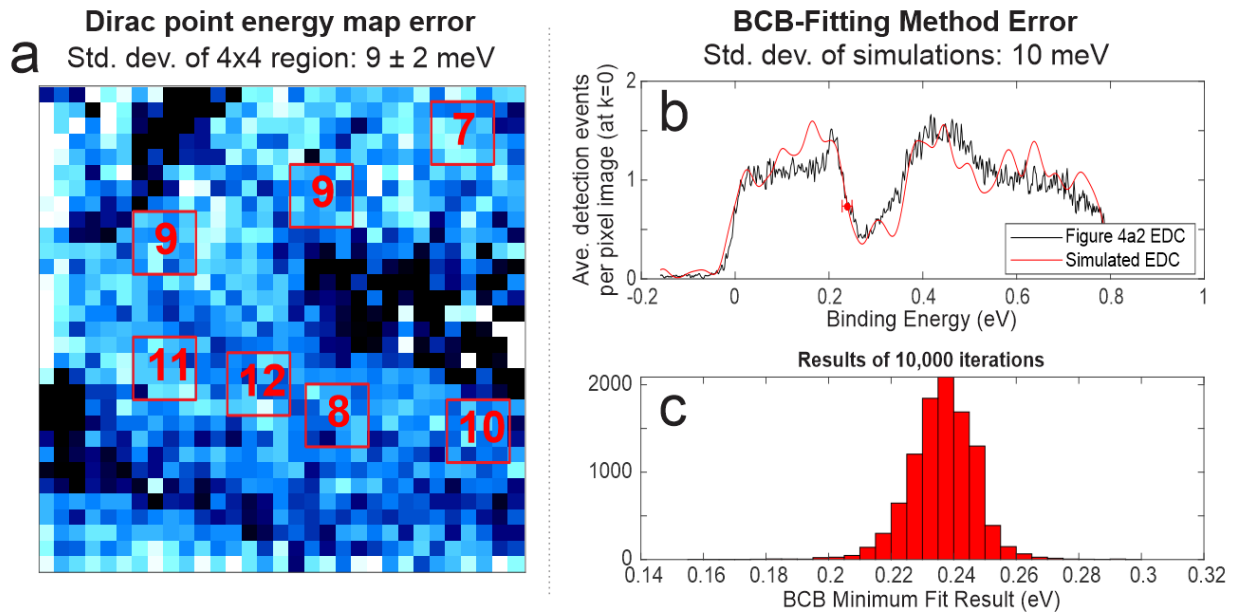 Dirac point energy map error
a Std. dev. of 4x4 region: 9 ± 2 meV
7
9
9
11
12
8
10
BCB-Fitting Method Error
Std. dev. of simulations: 10 meV
b
Ave. detection events
per pixel image (at k=0)
2
1
0
Figure 4a2 EDC
Simulated EDC
-0.2 0 0.2 0.4 0.6 0.8 1
Binding Energy (eV)
Results of 10,000 iterations
c
2000
1000
0
0.14 0.16 0.18 0.2 0.22 0.24 0.26 0.28 0.3 0.32
BCB Minimum Fit Result (eV)